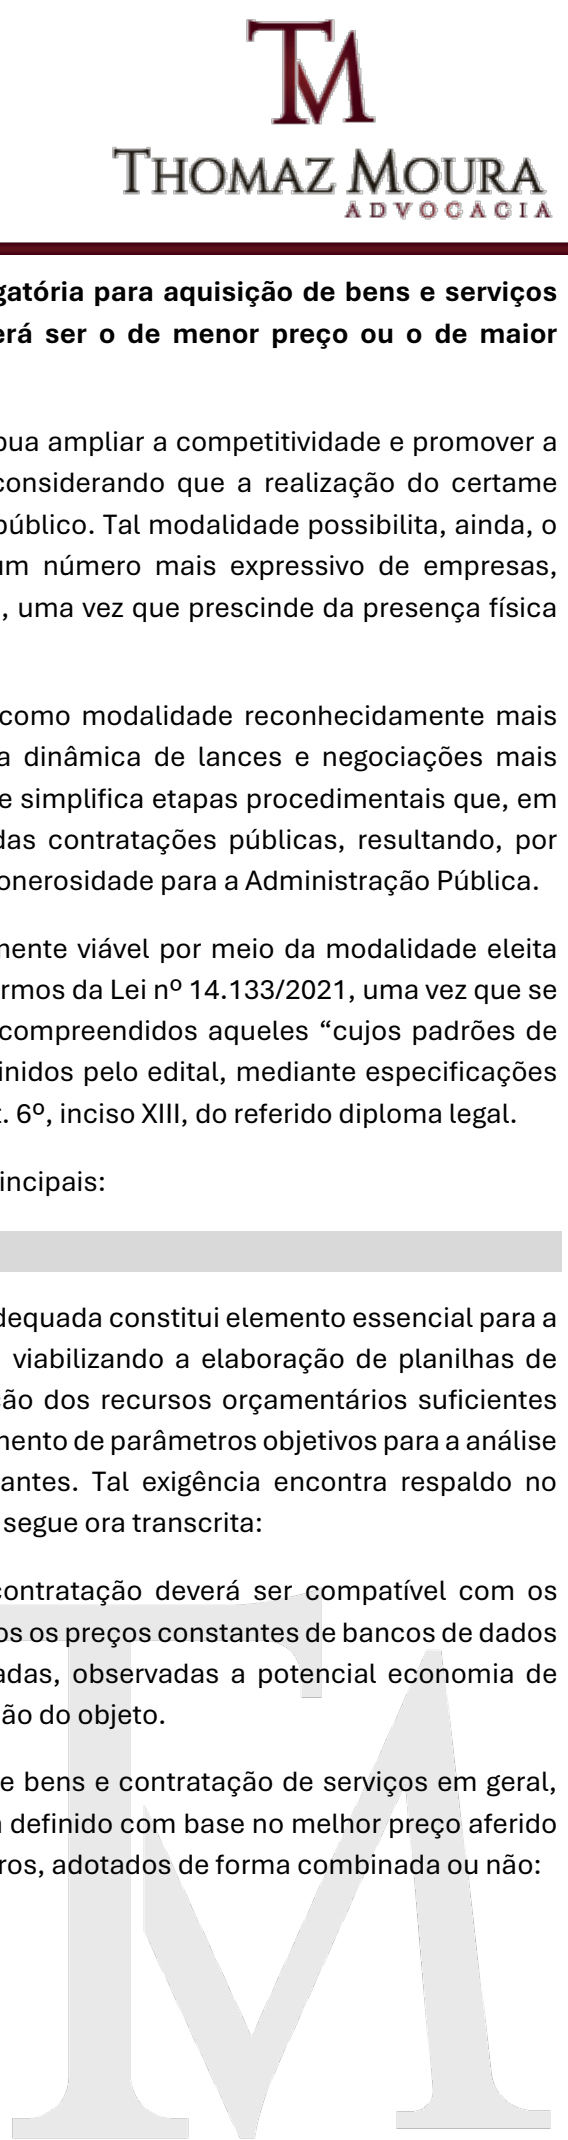 TM
THOMAZ MOURA
ADVOCACIA
gatória para aquisição de bens e serviços
erá ser o de menor preço ou o de maior
pua ampliar a competitividade e promover a
considerando que a realização do certame
público. Tal modalidade possibilita, ainda, o
um número mais expressivo de empresas,
, uma vez que prescinde da presença física
como modalidade reconhecidamente mais
a dinâmica de lances e negociações mais
e simplifica etapas procedimentais que, em
das contratações públicas, resultando, por
onerosidade para a Administração Pública.
mente viável por meio da modalidade eleita
ermos da Lei nº 14.133/2021, uma vez que se
compreendidos aqueles “cujos padrões de
inidos pelo edital, mediante especificações
t. 6º, inciso XIII, do referido diploma legal.
incipais:
dequada constitui elemento essencial para a
viabilizando a elaboração de planilhas de
ção dos recursos orçamentários suficientes
mento de parâmetros objetivos para a análise
antes. Tal exigência encontra respaldo no
segue ora transcrita:
contratação deverá ser compatível com os
os os preços constantes de bancos de dados
adas, observadas a potencial economia de
ão do objeto.
e bens e contratação de serviços em geral,
definido com base no melhor preço aferido
ros, adotados de forma combinada ou não:
TM